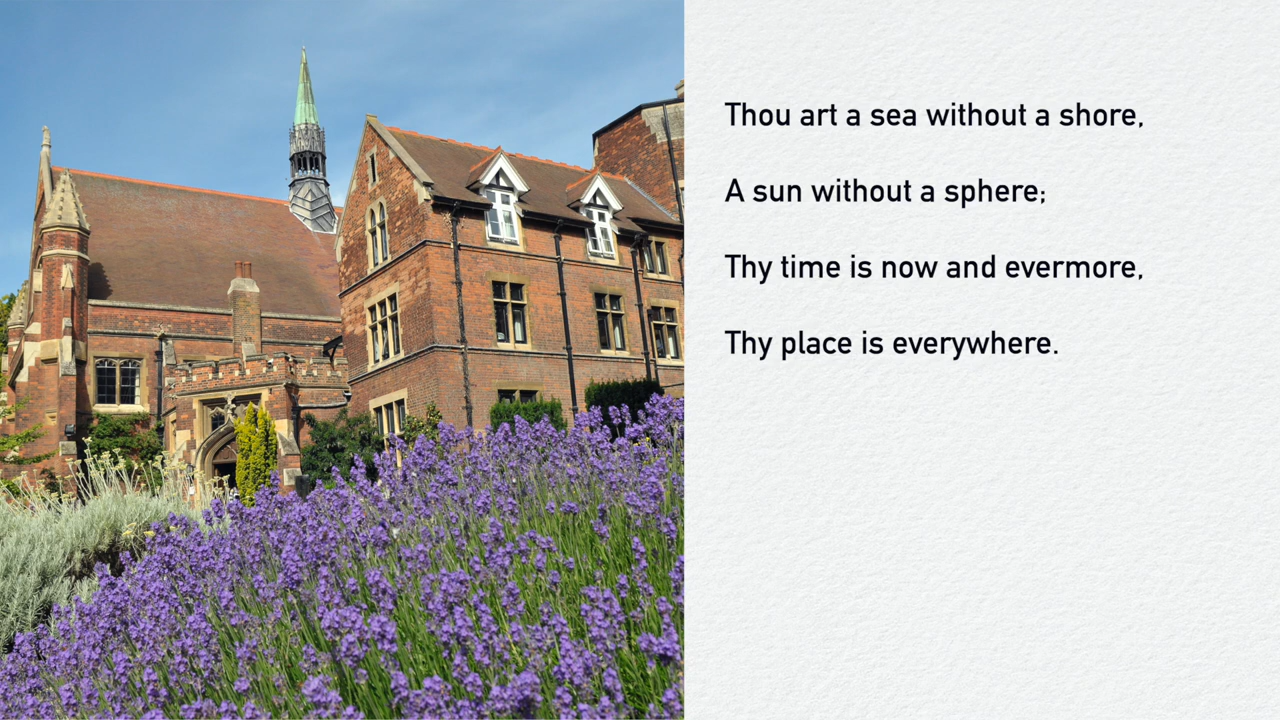 Thou art a sea without a shore,
A sun without a sphere;
Thy time is now and evermore,
Thy place is everywhere.